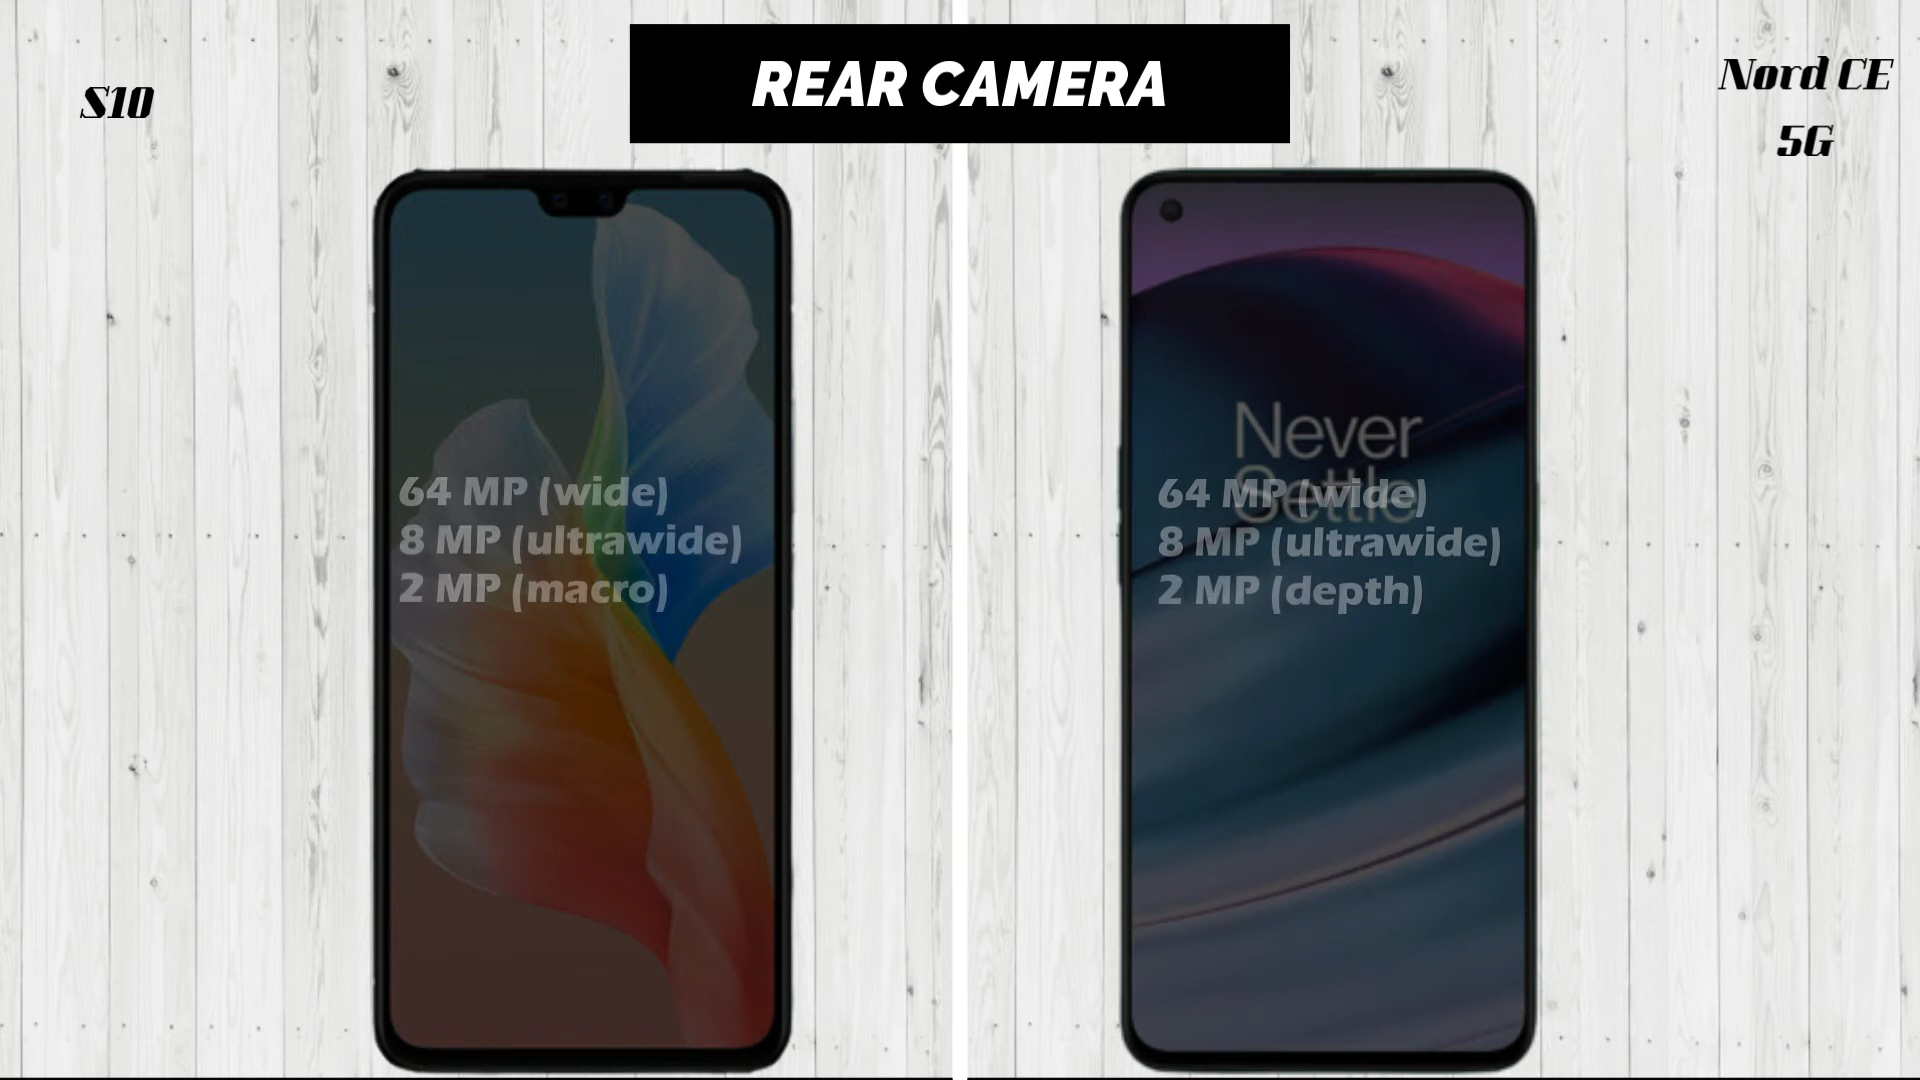 REAR CAMERA
S10
Nord CE
5G
64 MP (wide)
8 MP (ultrawide)
2 MP (macro)
Never
Settle
64 MP (wide)
8 MP (ultrawide)
2 MP (depth)